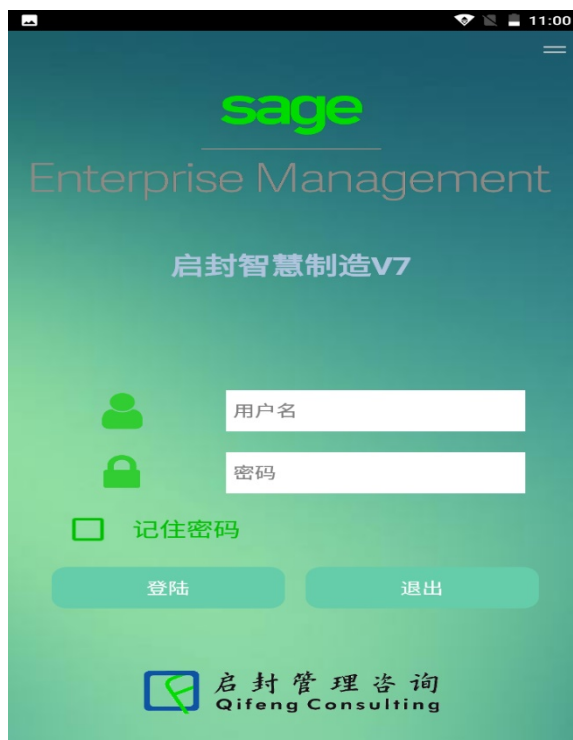 11:00
sage
Enterprise Management
启封智慧制造V7
用户名
密码
记住密码
登陆 退出
启封管理咨询
Qifeng Consulting